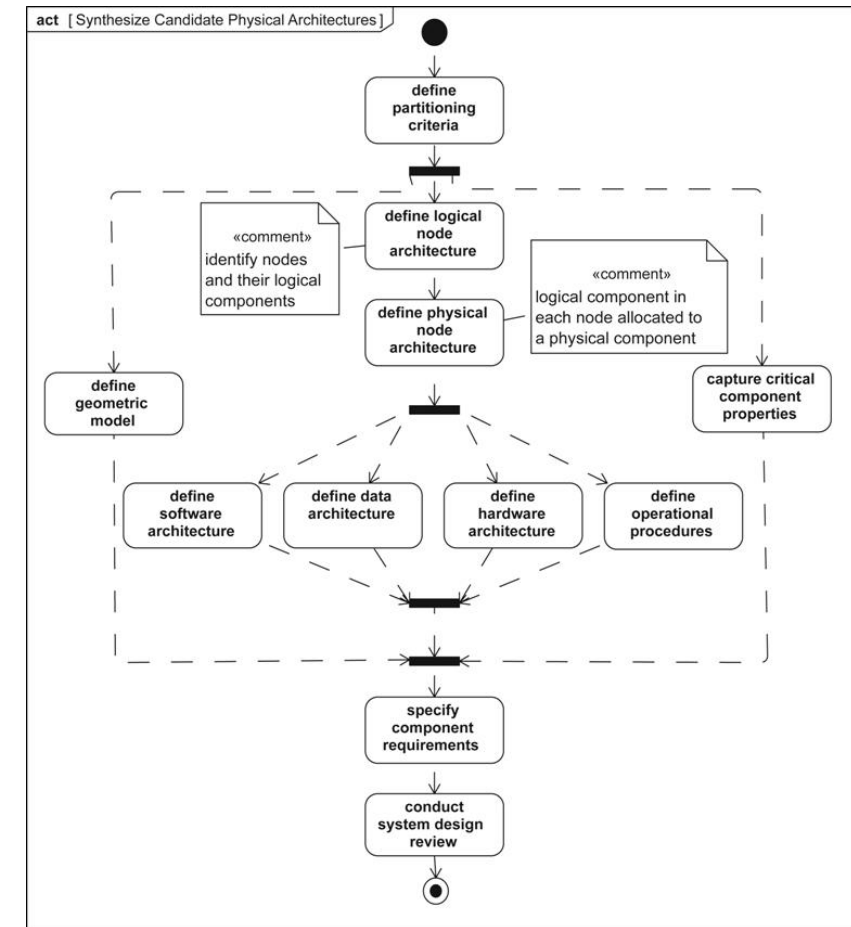 act [ Synthesize Candidate Physical Architectures ]
define
partitioning
criteria
define logical
node
architecture
«comment»
identify nodes
and their logical
components
«comment»
logical component in
each node allocated to
a physical component
define physical
node
architecture
define
geometric
model
capture critical
component
properties
define
software
architecture
define data
architecture
define
hardware
architecture
define
operational
procedures
specify
component
requirements
conduct
system design
review